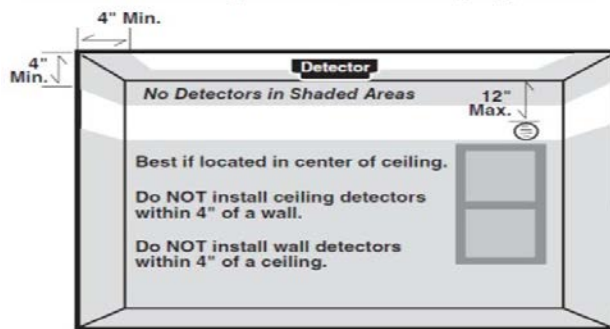 4" Min.
4"
Min.
Detector
No Detectors in Shaded Areas
12"
Max.
Best if located in center of ceiling.
Do NOT install ceiling detectors
within 4" of a wall.
Do NOT install wall detectors
within 4" of a ceiling.